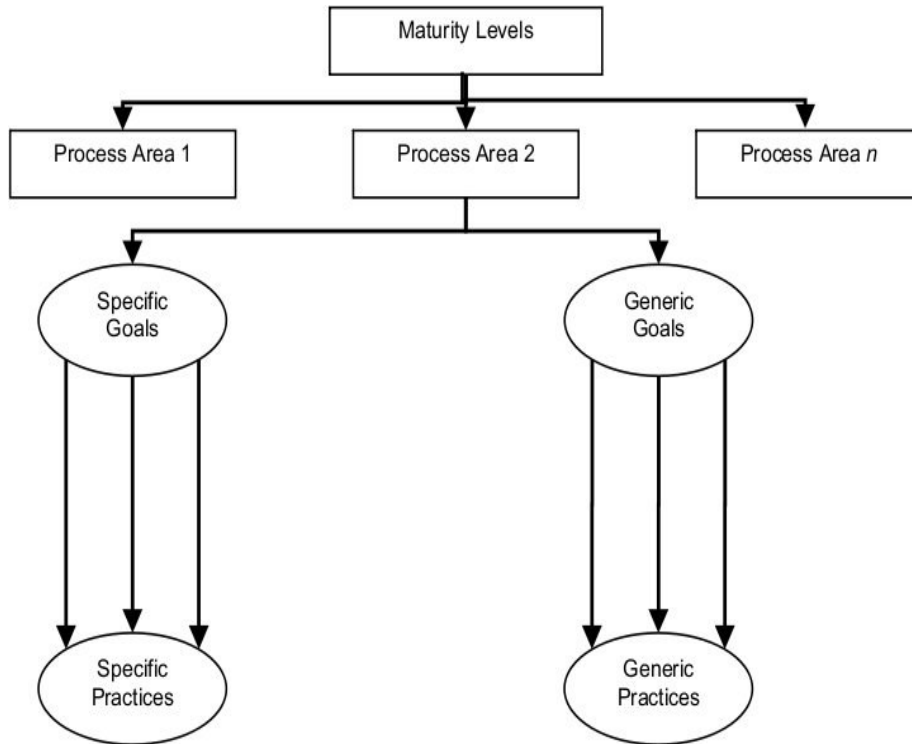 Maturity Levels
Process Area 1
Process Area 2
Process Area n
Specific
Goals
Generic
Goals
Specific
Practices
Generic
Practices